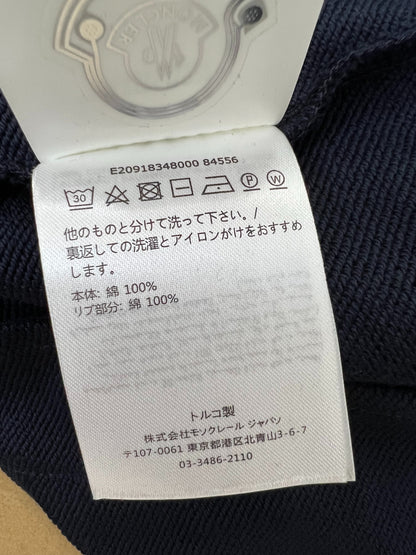 MONCLER
E20918348000 84556
30 P W
他のものと分けて洗って下さい。/
裏返しての洗濯とアイロンがけをおすすめ
します。
本体: 綿 100%
リブ部分: 綿 100%
トルコ製
株式会社モソクレール ジャパソ
〒107-0061 東京都港区北青山3-6-7
03-3486-2110